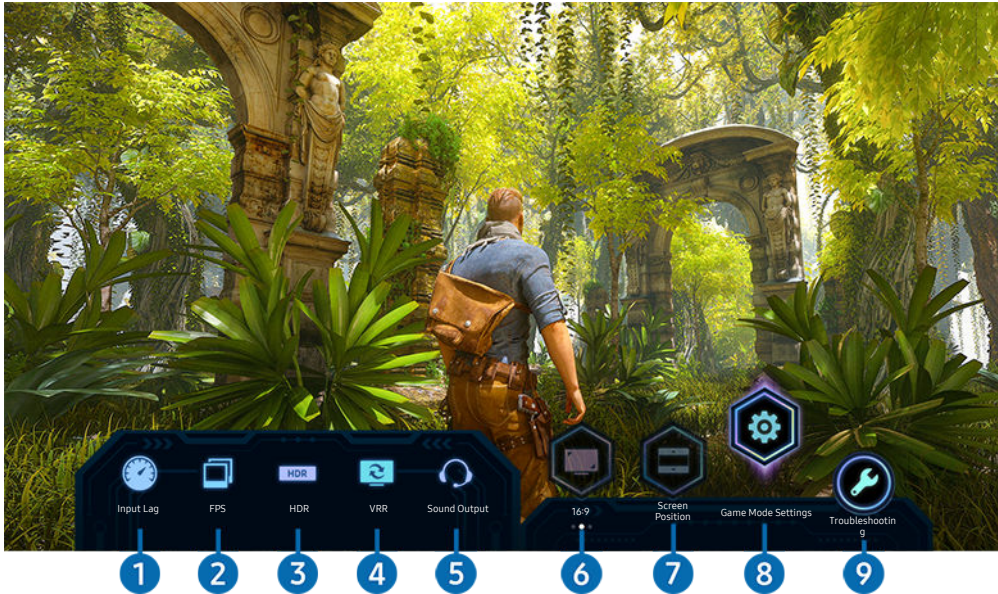 HDR
Input Lag
FPS
HDR
VRR
Sound Output
16:9
Screen
Position
Game Mode Settings
Troubleshootin
g
1
2
3
4
5
6
7
8
9